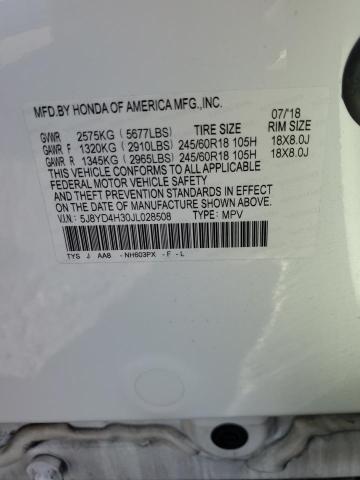 MFD.BY HONDA OF AMERICA MFG.,INC. 07/'18
GVWR 2575KG (5677LBS) TIRE SIZE RIM SIZE
GAWR F 1320KG (2910LBS) 245/60R18 105H 18X8.0J
GAWR R 1345KG (2965LBS) 245/60R18 105H 18X8.0J
THIS VEHICLE CONFORMS TO ALL APPLICABLE
FEDERAL MOTOR VEHICLE SAFETY
AND THEFT PREVENTION STANDARDS IN EFFECT
ON THE DATE OF MANUFACTURE SHOWN ABOVE.
V.I.N: 5J8YD4H30JL028508 TYPE: MPV
TYS J AA8 -NH603PX -F -L